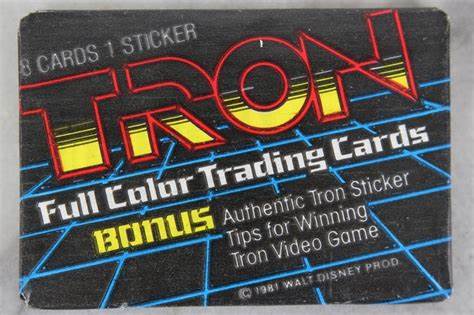 8 CARDS 1 STICKER
TRON
Full Color Trading Cards
BONUS
Authentic Tron Sticker
Tips for Winning
Tron Video Game
© 1981 WALT DISNEY PROD.